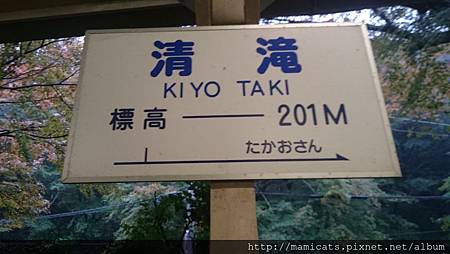 清滝
KIYO TAKI
標高 ― 201M
たかおさん
http://mamicats.pixnet.net/album